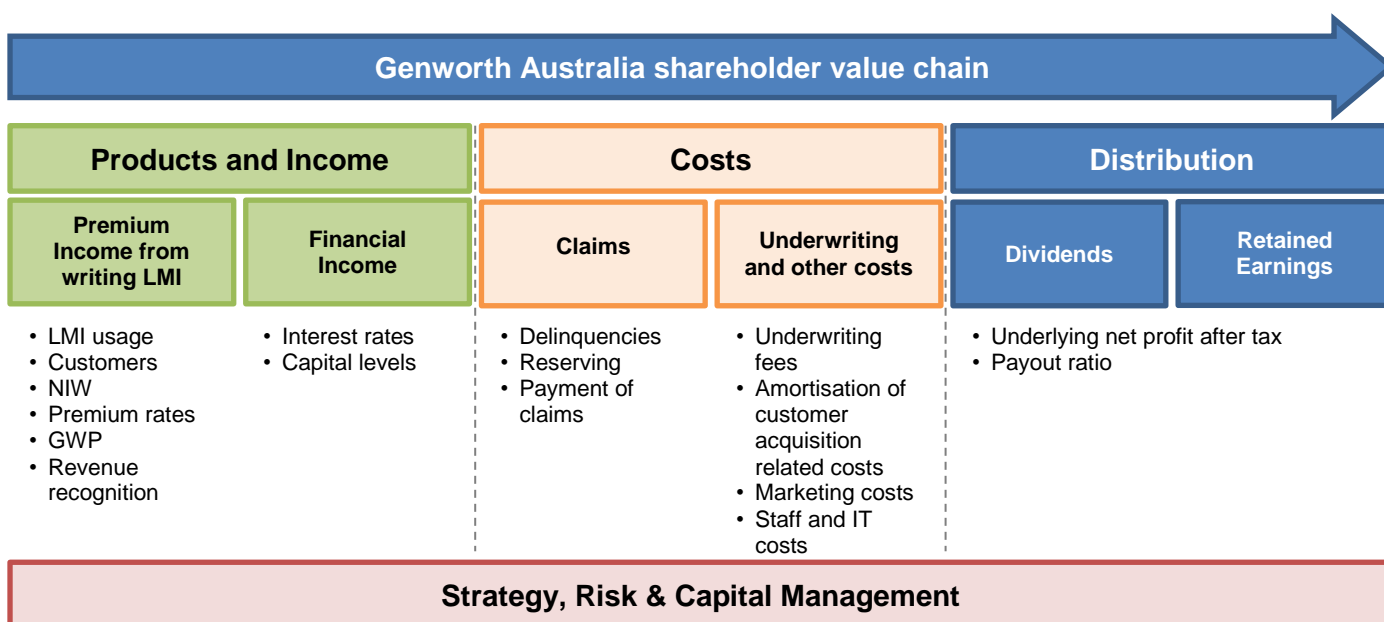 Genworth Australia shareholder value chain
Products and Income
Costs
Distribution
Premium
Income from
writing LMI
Financial
Income
Claims
Underwriting
and other costs
Dividends
Retained
Earnings
• LMI usage
• Customers
• NIW
• Premium rates
• GWP
• Revenue
recognition
• Interest rates
• Capital levels
• Delinquencies
• Reserving
• Payment of
claims
• Underwriting
fees
• Amortisation of
customer
acquisition
related costs
• Marketing costs
• Staff and IT
costs
• Underlying net profit after tax
• Payout ratio
Strategy, Risk & Capital Management